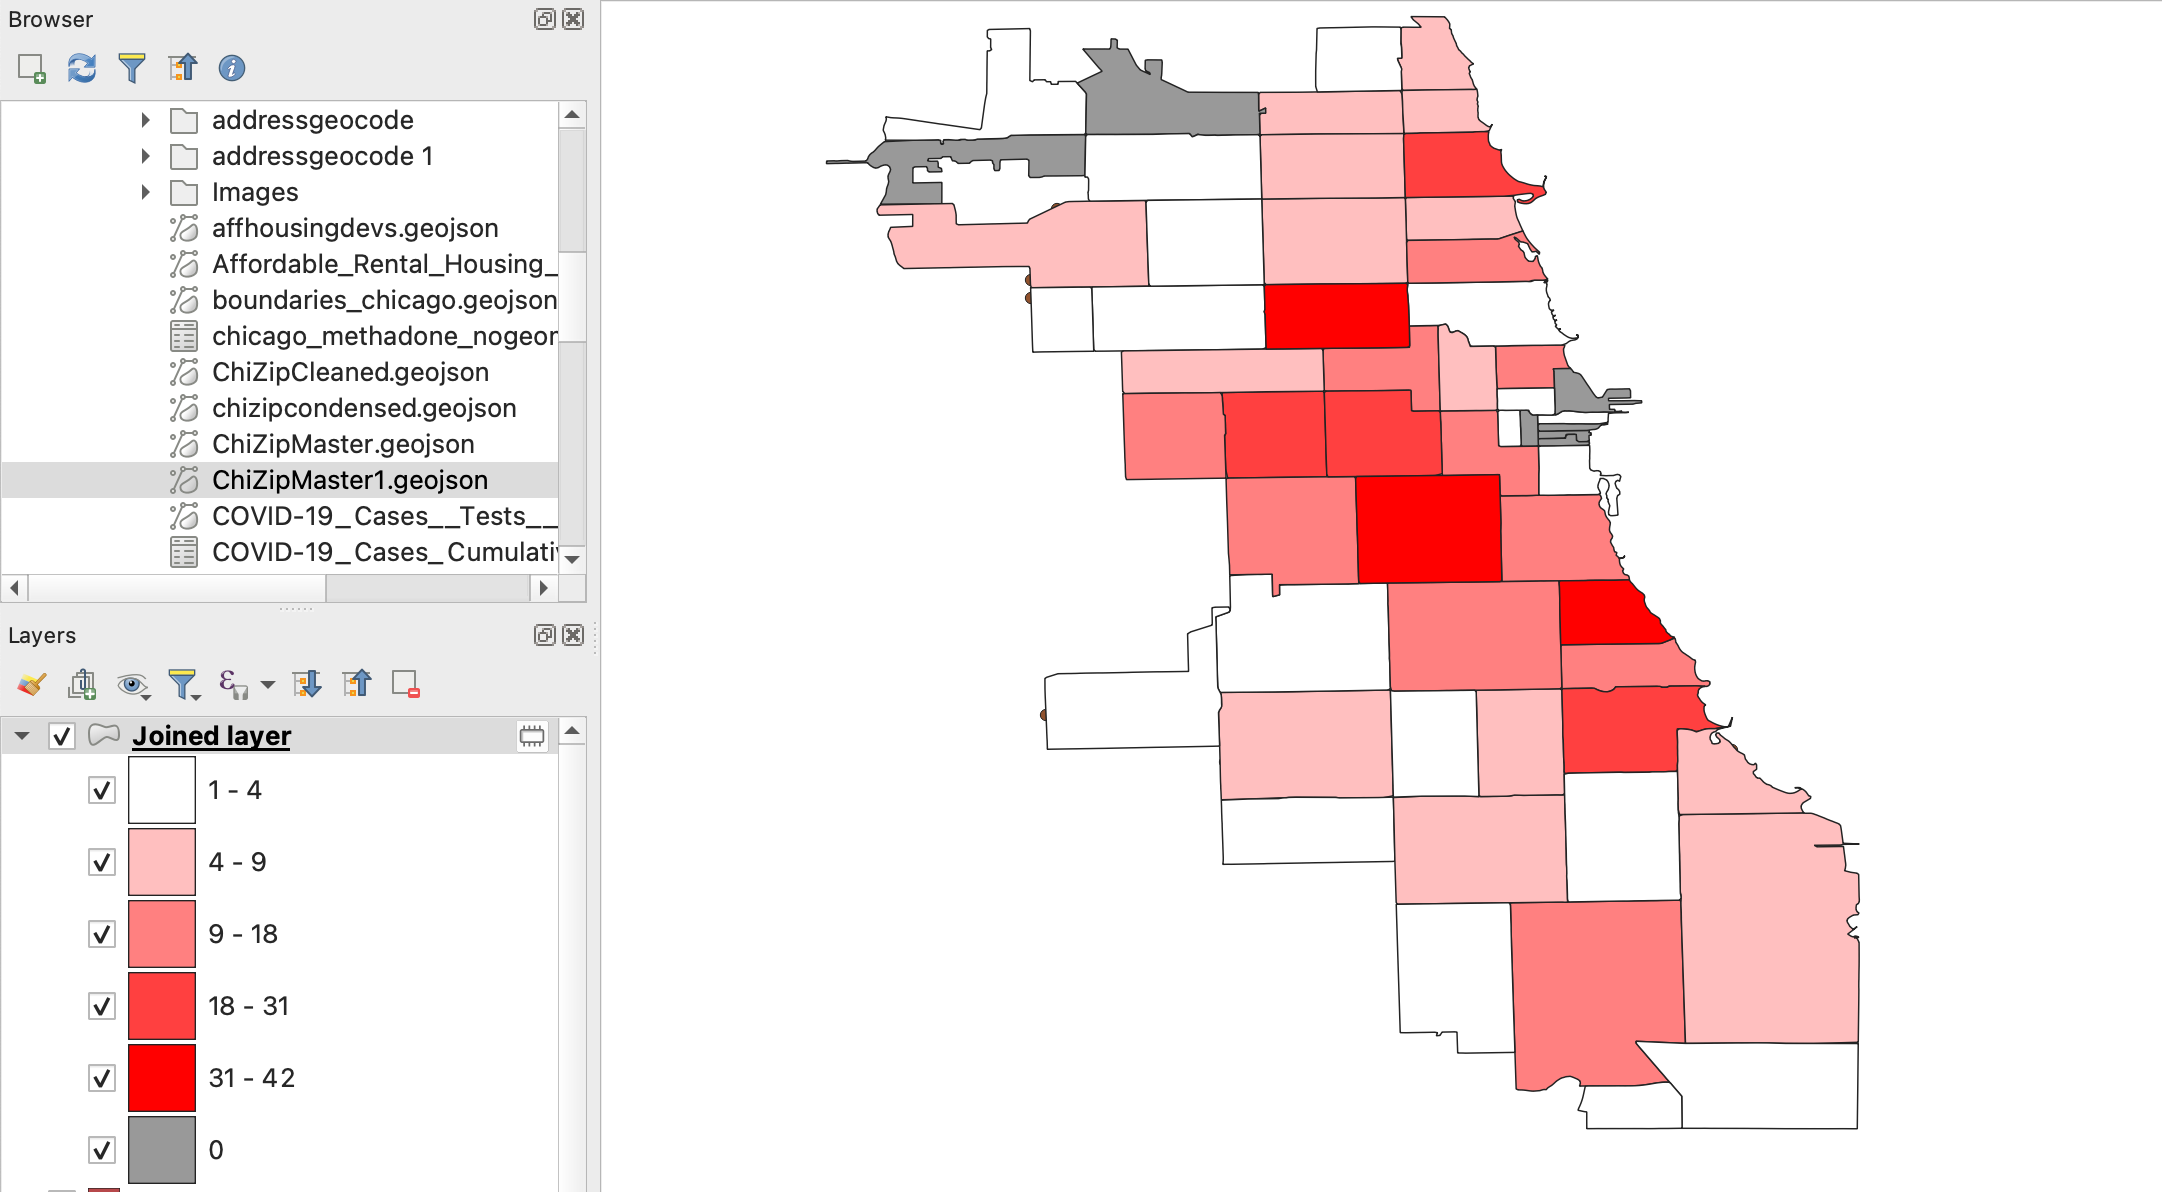 Browser
addressgeocode
addressgeocode 1
Images
affhousingdevs.geojson
Affordable_Rental_Housing_
boundaries_chicago.geojson
chicago_methadone_nogeor
ChiZipCleaned.geojson
chizipcondensed.geojson
ChiZipMaster.geojson
ChiZipMaster1.geojson
COVID-19_Cases__Tests__
COVID-19_Cases_Cumulati
Layers
Joined layer
1 - 4
4 - 9
9 - 18
18 - 31
31 - 42
0